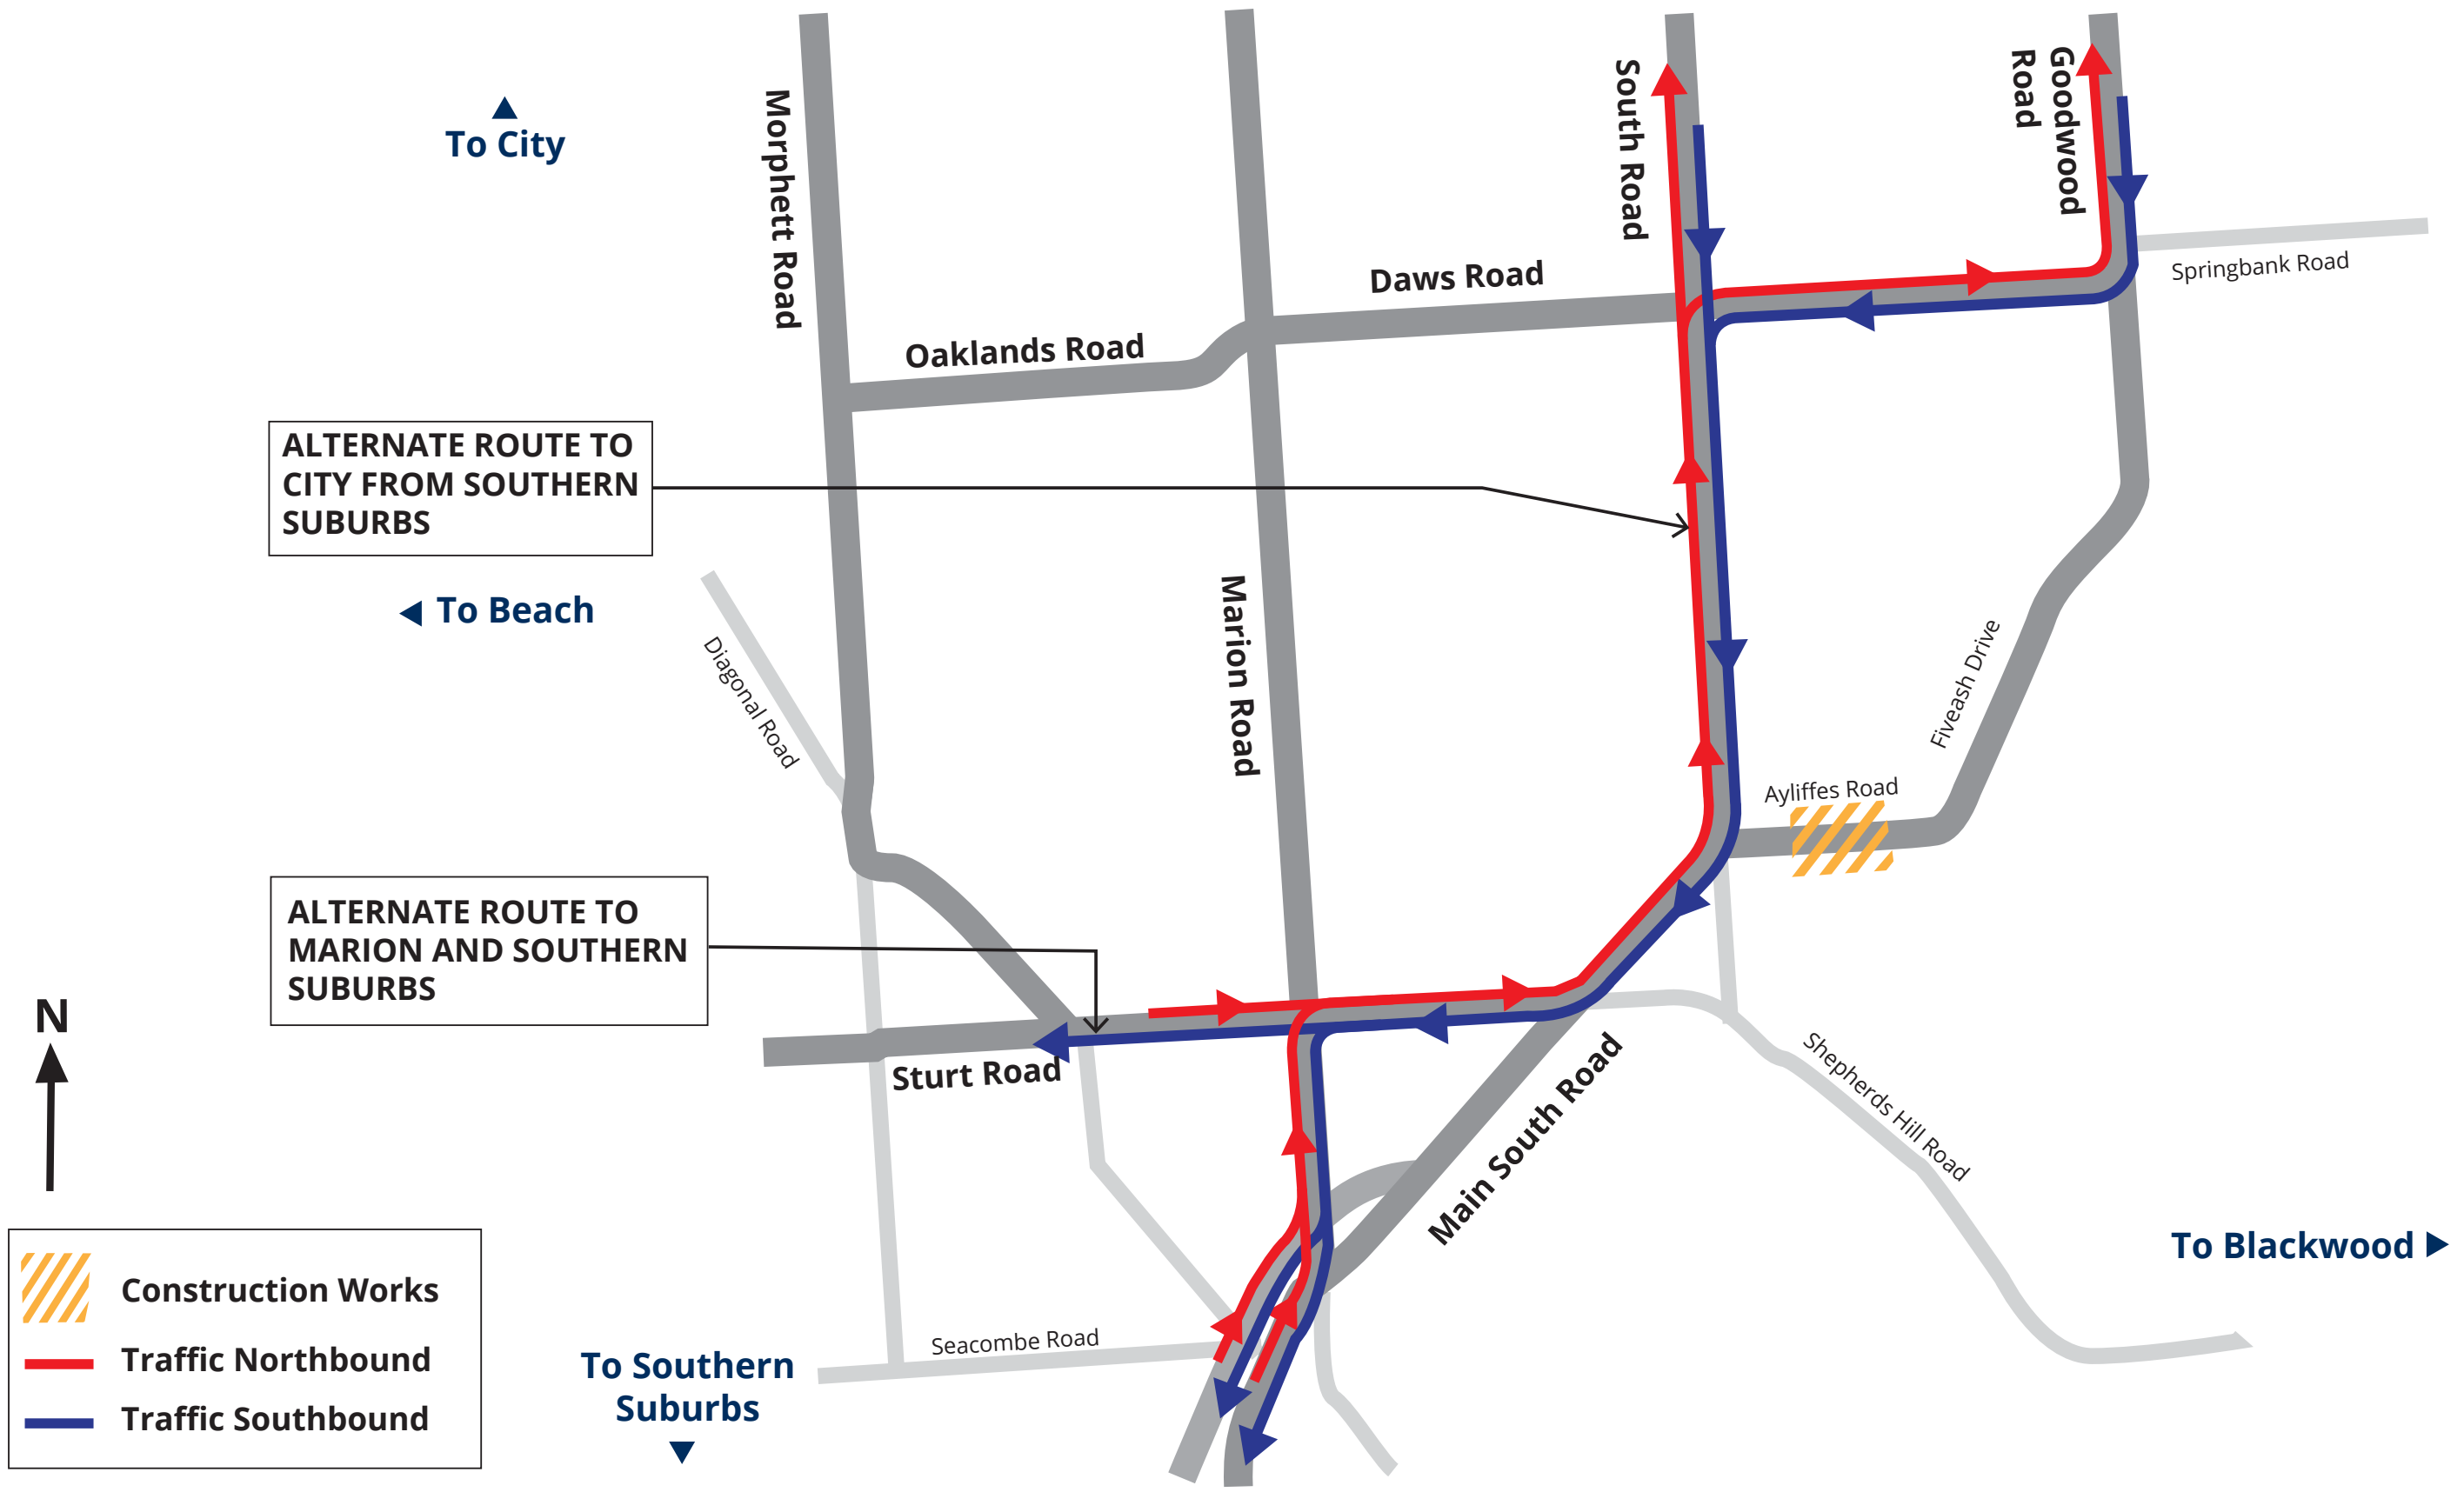 To City
Morphett Road
South Road
Goodwood
Road
Springbank Road
Daws Road
Oaklands Road
ALTERNATE ROUTE TO
CITY FROM SOUTHERN
SUBURBS
To Beach
Diagonal Road
Marion Road
Fiveash Drive
Ayliffes Road
ALTERNATE ROUTE TO
MARION AND SOUTHERN
SUBURBS
N
Sturt Road
Main South Road
Shepherds Hill Road
To Blackwood
Seacombe Road
To Southern
Suburbs
Construction Works
Traffic Northbound
Traffic Southbound